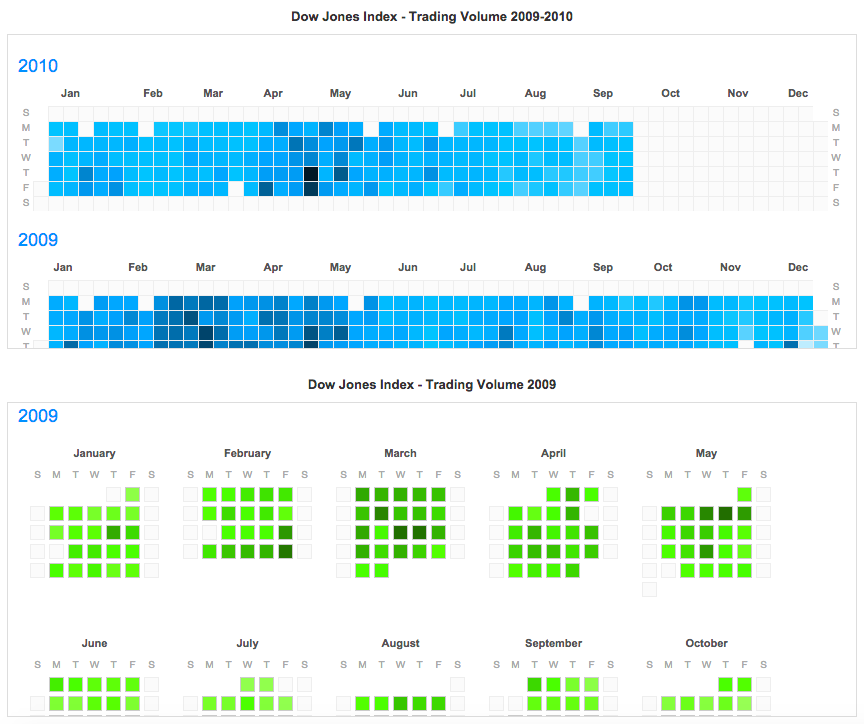 Dow Jones Index - Trading Volume 2009-2010
2010
Jan Feb Mar Apr May Jun Jul Aug Sep Oct Nov Dec
S S
M M
T T
W W
T T
F F
S S
2009
Jan Feb Mar Apr May Jun Jul Aug Sep Oct Nov Dec
S S
M M
T T
W W
T T
Dow Jones Index - Trading Volume 2009
2009
January February March April May
S M T W T F S S M T W T F S S M T W T F S S M T W T F S S M T W T F S
June July August September October
S M T W T F S S M T W T F S S M T W T F S S M T W T F S S M T W T F S